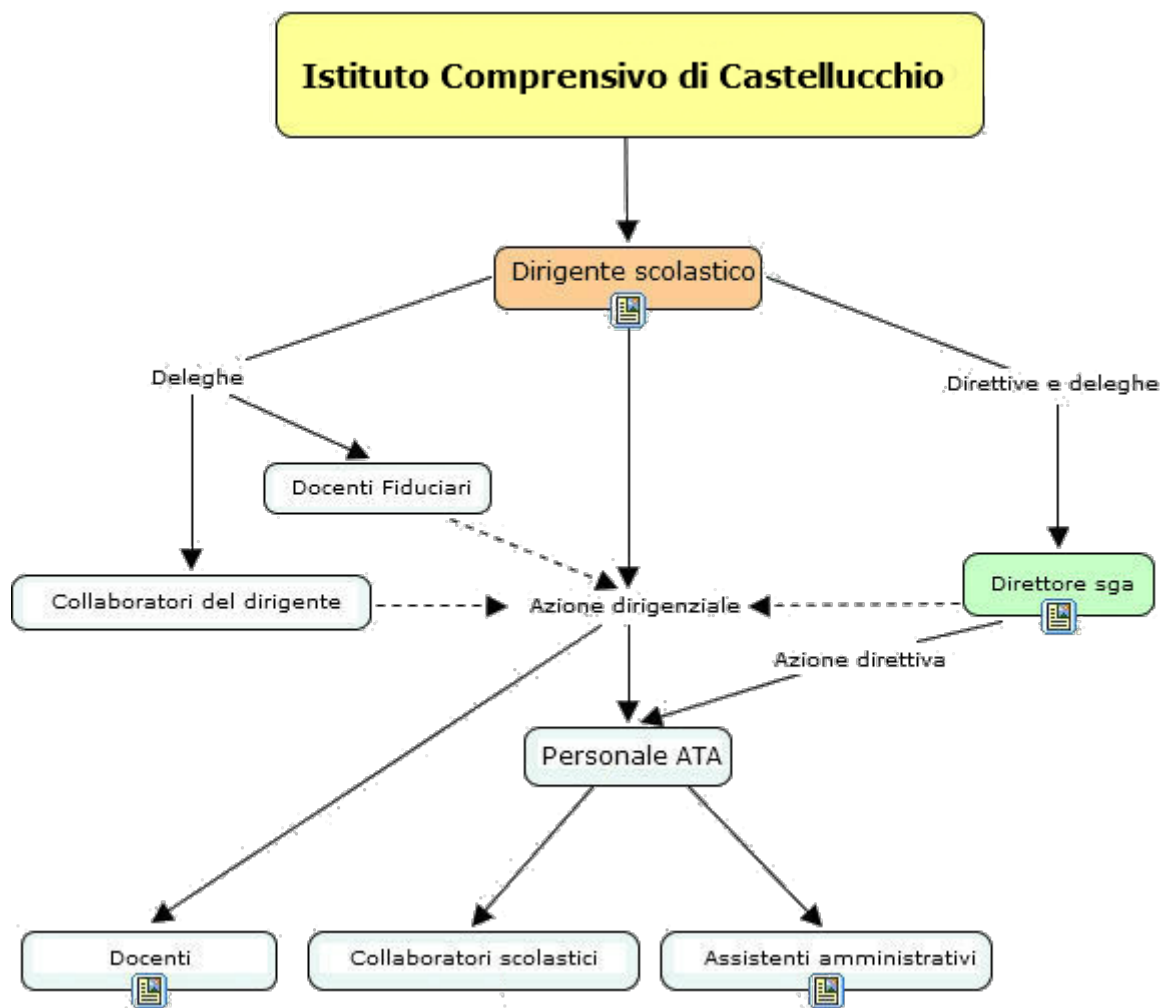 Istituto Comprensivo di Castellucchio
Dirigente scolastico
Deleghe
Direttive e deleghe
Docenti Fiduciari
Collaboratori del dirigente
Azione dirigenziale
Direttore sga
Azione direttiva
Personale ATA
Docenti
Collaboratori scolastici
Assistenti amministrativi